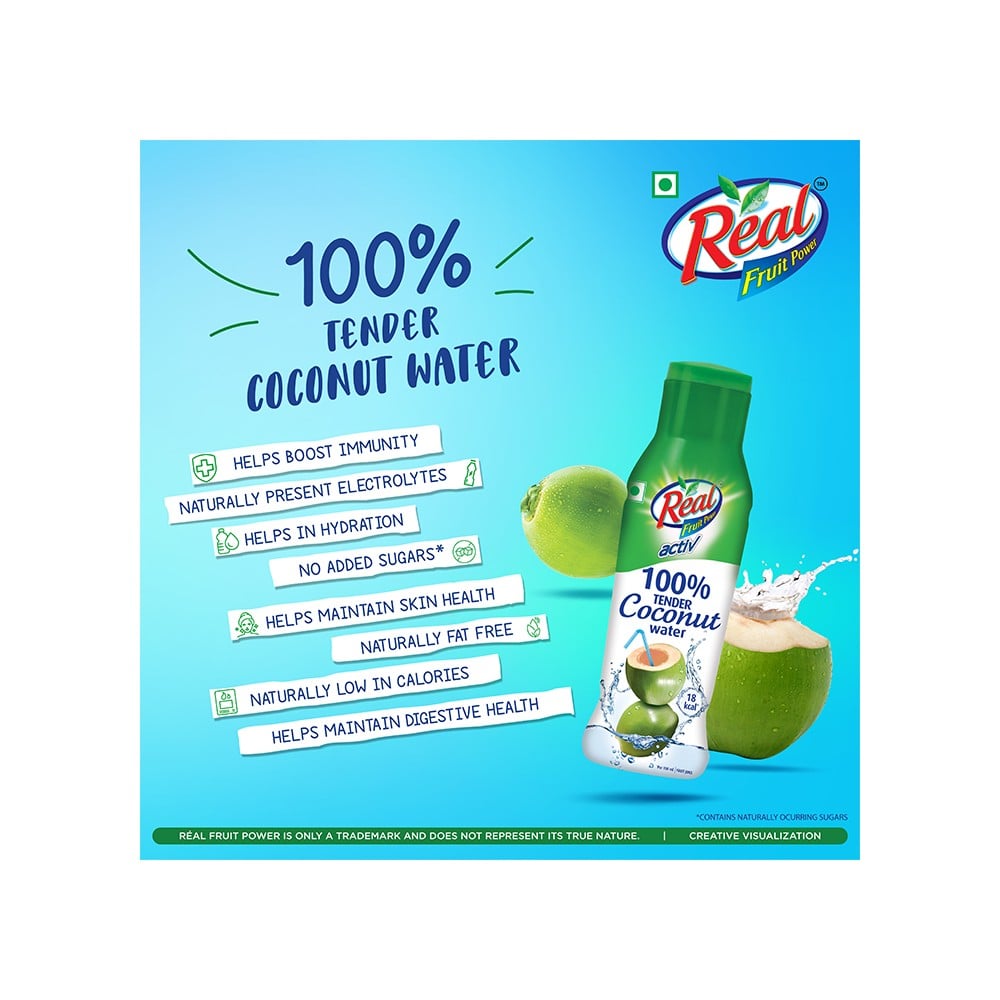 Réal
™
Fruit Power
100%
TENDER
COCONUT WATER
HELPS BOOST IMMUNITY
NATURALLY PRESENT ELECTROLYTES
HELPS IN HYDRATION
NO ADDED SUGARS*
HELPS MAINTAIN SKIN HEALTH
NATURALLY FAT FREE
NATURALLY LOW IN CALORIES
HELPS MAINTAIN DIGESTIVE HEALTH
Réal
Fruit Power
activ
100%
TENDER
Coconut
water
18
kcal*
*CONTAINS NATURALLY OCURRING SUGARS
RÉAL FRUIT POWER IS ONLY A TRADEMARK AND DOES NOT REPRESENT ITS TRUE NATURE. | CREATIVE VISUALIZATION